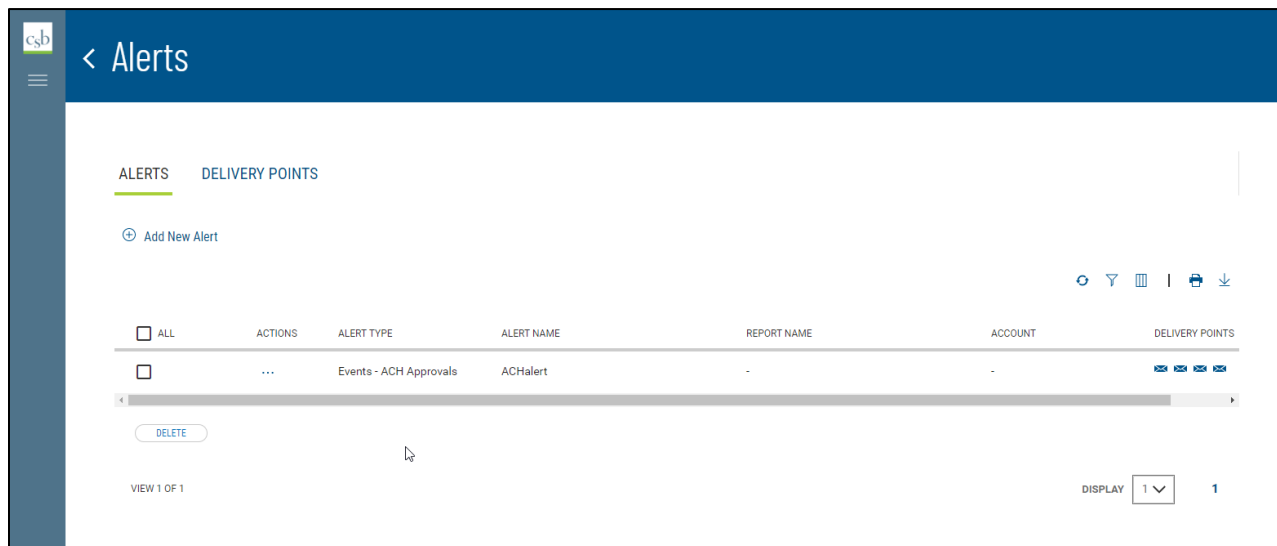 csb
Alerts
ALERTS DELIVERY POINTS
Add New Alert
ALL ACTIONS ALERT TYPE ALERT NAME REPORT NAME ACCOUNT DELIVERY POINTS
... Events - ACH Approvals ACHalert - -
DELETE
VIEW 1 OF 1 DISPLAY 1 1